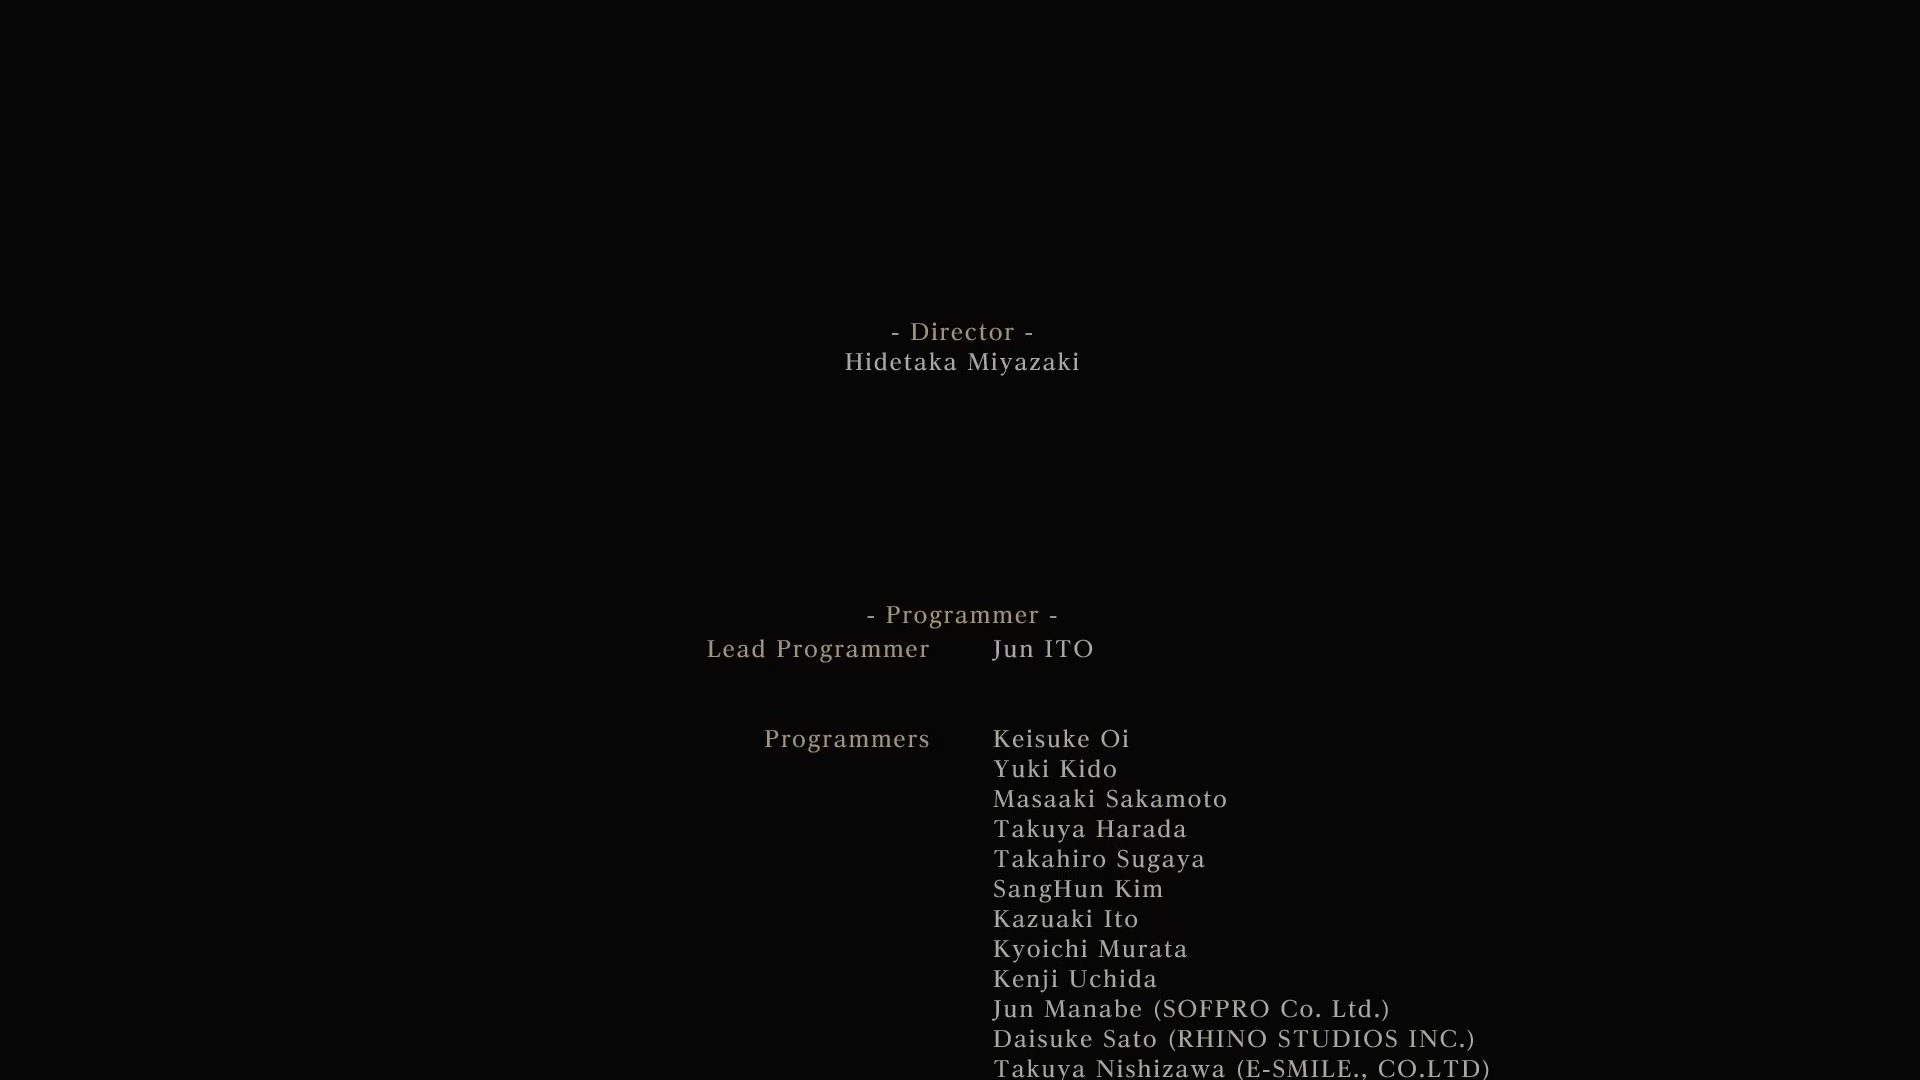 - Director -
Hidetaka Miyazaki
- Programmer -
Lead Programmer Jun ITO
Programmers Keisuke Oi
Yuki Kido
Masaaki Sakamoto
Takuya Harada
Takahiro Sugaya
SangHun Kim
Kazuaki Ito
Kyoichi Murata
Kenji Uchida
Jun Manabe (SOFPRO Co. Ltd.)
Daisuke Sato (RHINO STUDIOS INC.)
Takuya Nishizawa (E-SMILE., CO.LTD)